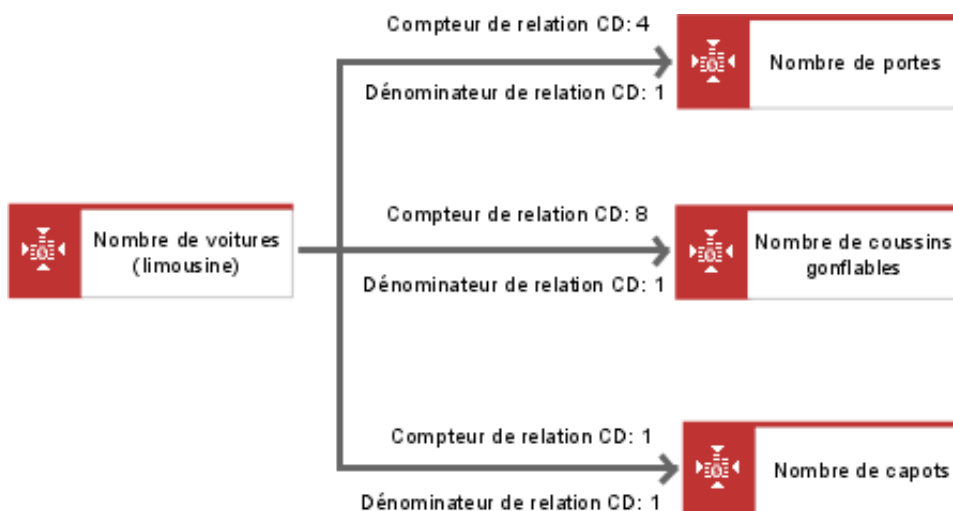 Compteur de relation CD: 4
Nombre de portes
Dénominateur de relation CD: 1
Nombre de voitures
(limousine)
Compteur de relation CD: 8
Nombre de coussins
gonflables
Dénominateur de relation CD: 1
Compteur de relation CD: 1
Nombre de capots
Dénominateur de relation CD: 1